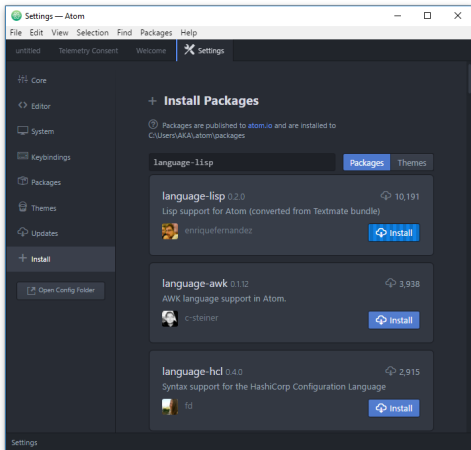 Settings — Atom
File Edit View Selection Find Packages Help
untitled Telemetry Consent Welcome Settings
Core
Editor
System
Keybindings
Packages
Themes
Updates
Install
Open Config Folder
Install Packages
Packages are published to atom.io and are installed to
C:\Users\AKA\.atom\packages
language-lisp
Packages Themes
language-lisp 0.2.0 10,191
Lisp support for Atom (converted from Textmate bundle)
enriquefernandez
Install
language-awk 0.1.12 3,938
AWK language support in Atom.
c-steiner
Install
language-hcl 0.4.0 2,915
Syntax support for the HashiCorp Configuration Language
fd
Install
Settings